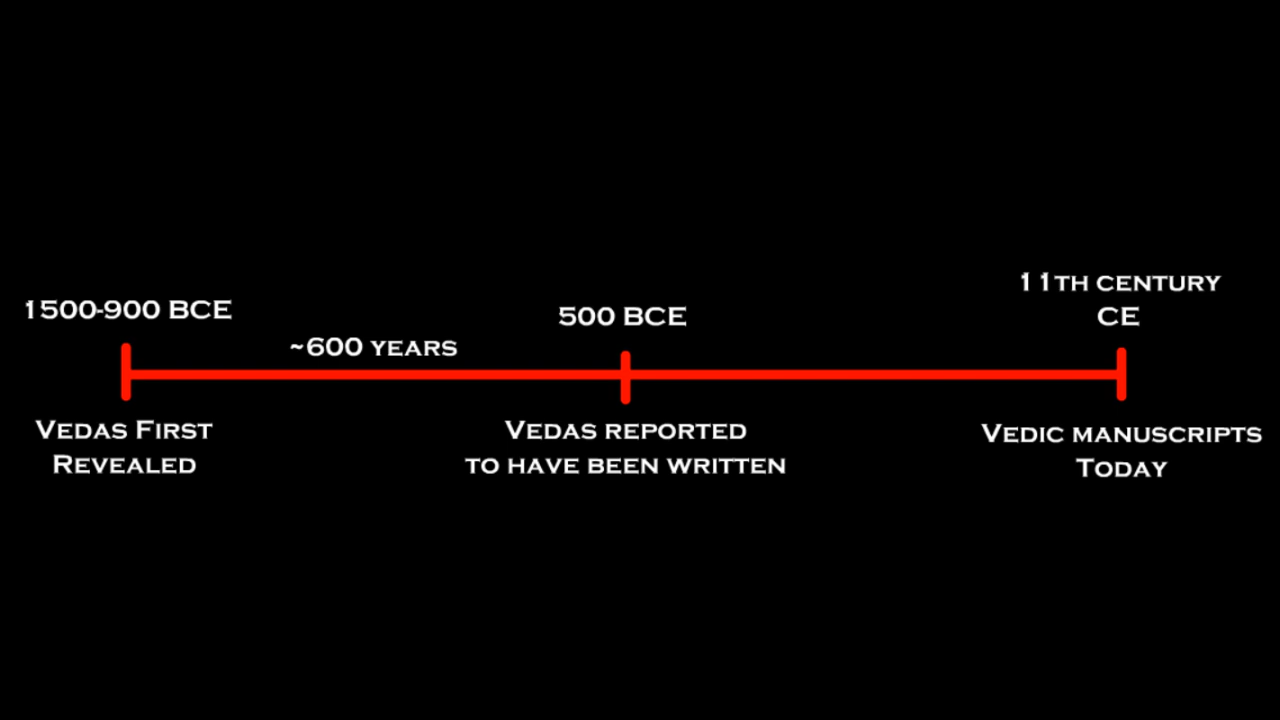 1500-900 BCE
~600 YEARS
500 BCE
11TH CENTURY
CE
VEDAS FIRST
REVEALED
VEDAS REPORTED
TO HAVE BEEN WRITTEN
VEDIC MANUSCRIPTS
TODAY